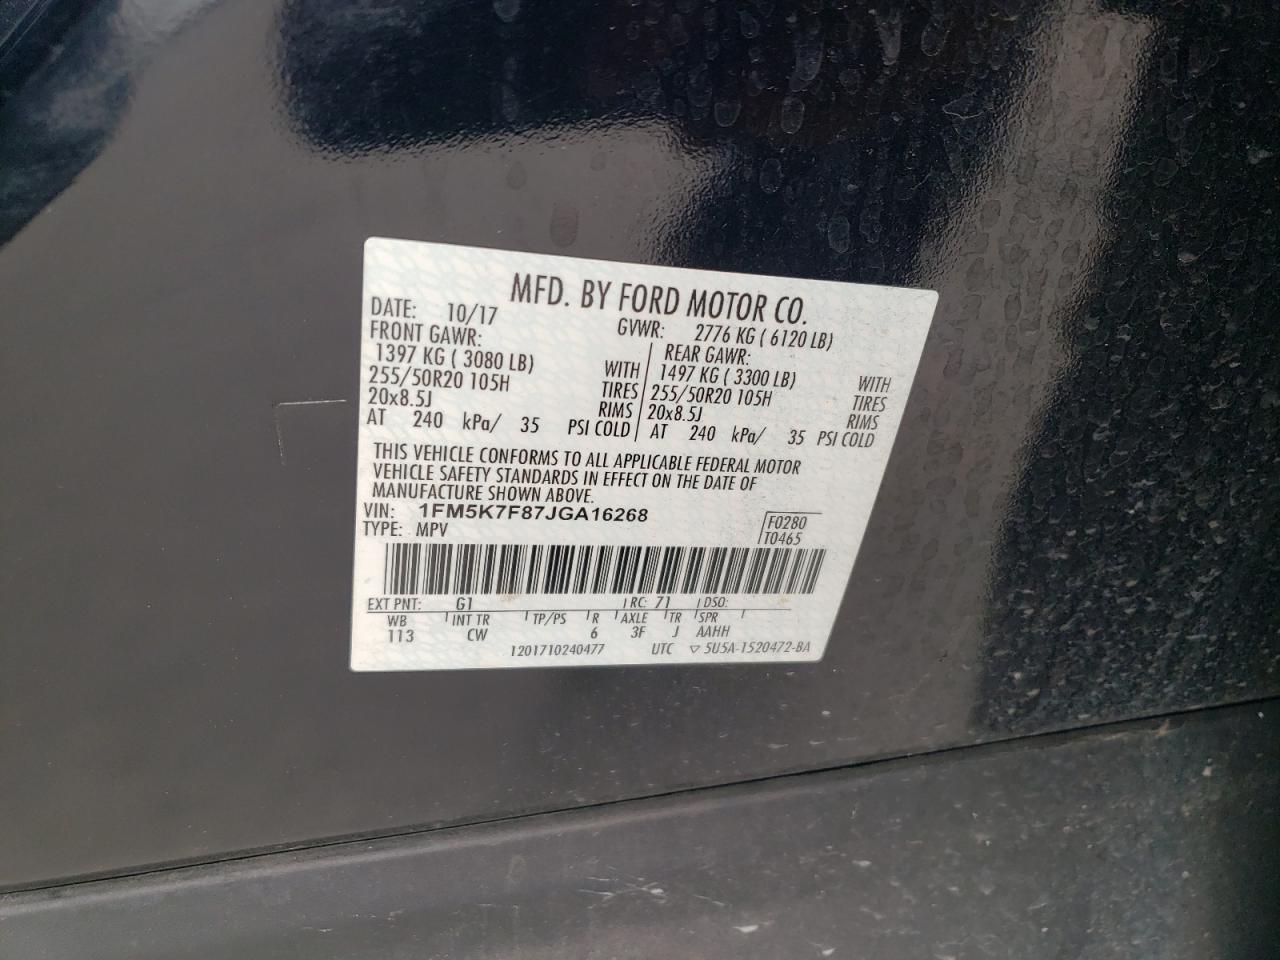 MFD. BY FORD MOTOR CO.
DATE: 10/17 GVWR: 2776 KG ( 6120 LB)
FRONT GAWR: REAR GAWR:
1397 KG ( 3080 LB) WITH 1497 KG ( 3300 LB) WITH
255/50R20 105H TIRES 255/50R20 105H TIRES
20x8.5J RIMS 20x8.5J RIMS
AT 240 kPa/ 35 PSI COLD AT 240 kPa/ 35 PSI COLD
THIS VEHICLE CONFORMS TO ALL APPLICABLE FEDERAL MOTOR
VEHICLE SAFETY STANDARDS IN EFFECT ON THE DATE OF
MANUFACTURE SHOWN ABOVE.
VIN: 1FM5K7F87JGA16268 F0280
TYPE: MPV T0465
EXT PNT: G1 RC: 71 DSO:
WB INT TR TP/PS R AXLE TR SPR
113 CW 6 3F J AAHH
1201710240477 UTC ▽ 5U5A-1520472-BA